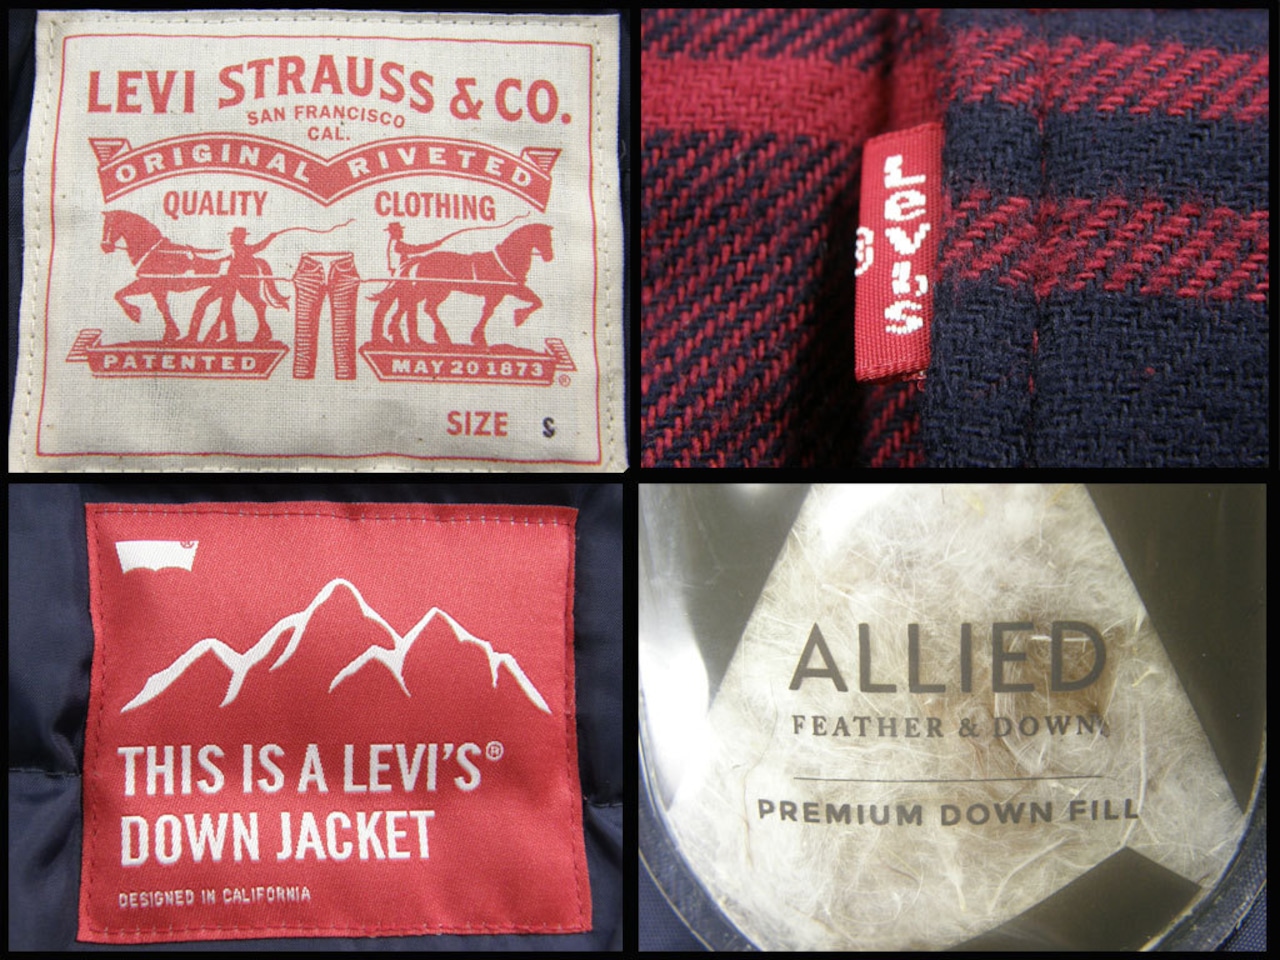 LEVI STRAUSS & CO.
SAN FRANCISCO
CAL.
ORIGINAL RIVETED
QUALITY CLOTHING
PATENTED MAY 20 1873
®
SIZE S
Levi's
®
®
THIS IS A LEVI'S®
DOWN JACKET
DESIGNED IN CALIFORNIA
ALLIED
FEATHER & DOWN
PREMIUM DOWN FILL